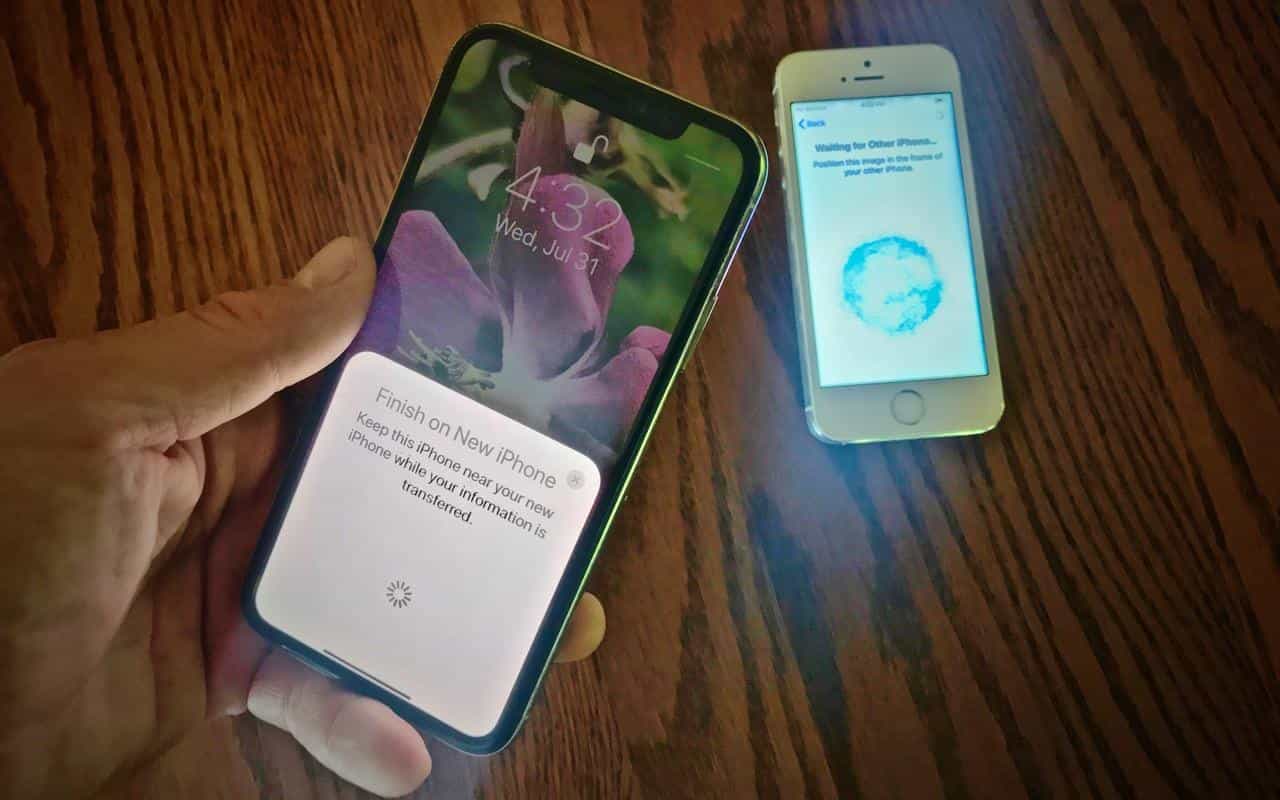 4:32
Wed, Jul 31
Finish on New iPhone
Keep this iPhone near your new
iPhone while your information is
transferred.
Back
Waiting for Other iPhone...
Position this image in the frame of
your other iPhone.